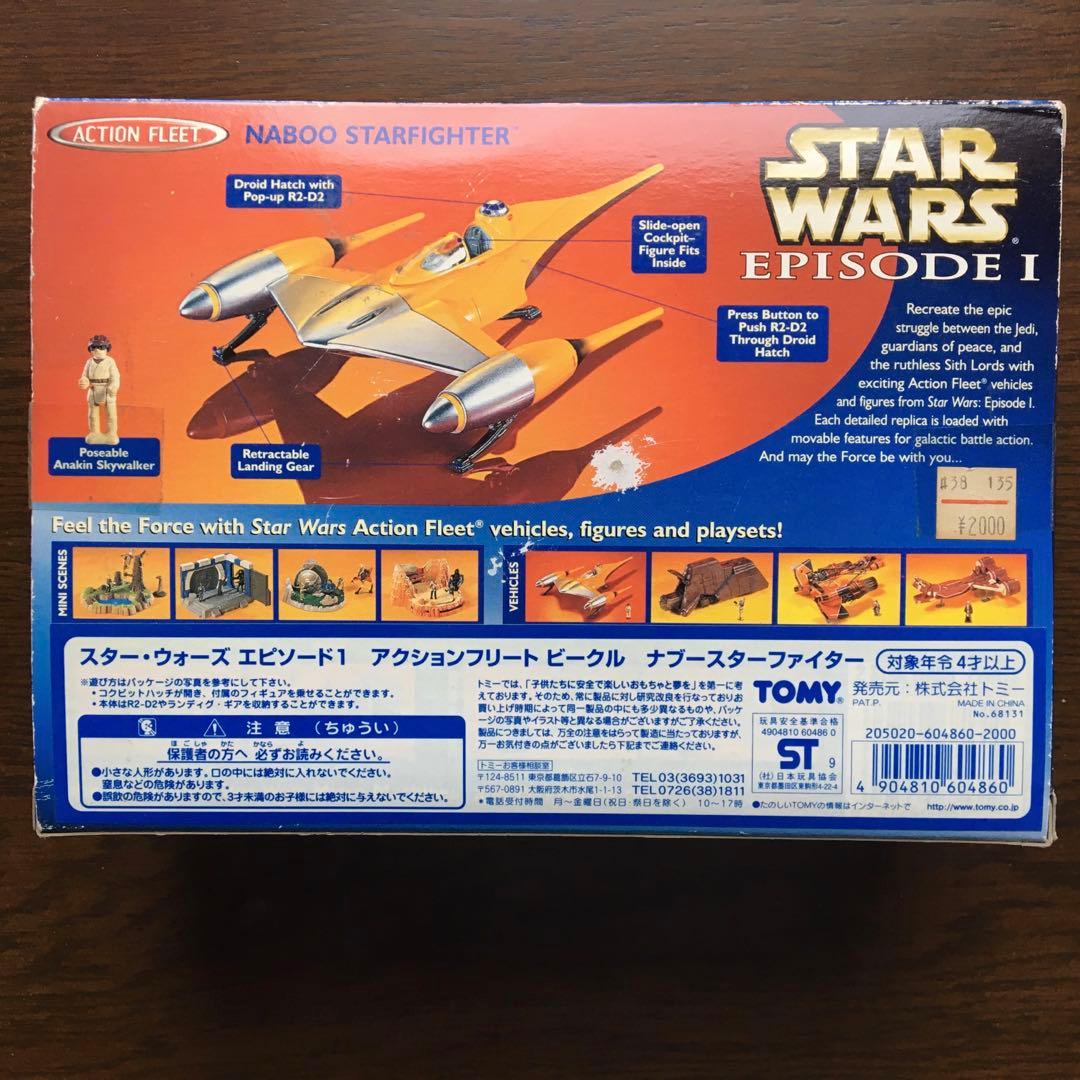 ACTION FLEET
NABOO STARFIGHTER™
STAR
WARS®
EPISODE I
Droid Hatch with
Pop-up R2-D2
Slide-open
Cockpit–
Figure Fits
Inside
Press Button to
Push R2-D2
Through Droid
Hatch
Recreate the epic
struggle between the Jedi,
guardians of peace, and
the ruthless Sith Lords with
exciting Action Fleet® vehicles
and figures from Star Wars: Episode I.
Each detailed replica is loaded with
movable features for galactic battle action.
And may the Force be with you...
Poseable
Anakin Skywalker
Retractable
Landing Gear
#38 135
¥2000
Feel the Force with Star Wars Action Fleet® vehicles, figures and playsets!
MINI SCENES
VEHICLES
スター・ウォーズ エピソード1 アクションフリート ビークル ナブースターファイター
対象年令4才以上
※遊び方はパッケージの写真を参考にして下さい。
・コクピットハッチが開き、付属のフィギュアを乗せることができます。
・本体はR2-D2やランディグ・ギアを収納することができます。
注意 (ちゅうい)
ほごしゃ かた かなら よ
保護者の方へ 必ずお読みください。
●小さな人形があります。口の中には絶対に入れないでください。
窒息などの危険があります。
●誤飲の危険がありますので、3才未満のお子様には絶対に与えないでください。
トミーでは、「子供たちに安全で楽しいおもちゃと夢を」を第一に考
えております。そのため、常に製品に対し研究改良を行なっておりお
買い上げ時期によって同一製品の中にも多少異なるものや、パッケ
ージの写真やイラスト等と異なる場合がございますがご了承ください。
製品につきましては、万全の注意をはらって製造に当たっておりますが、
万一お気付きの点がございましたら下記までご連絡ください。
トミーお客様相談室
〒124-8511 東京都葛飾区立石7-9-10 TEL03(3693)1031
〒567-0891 大阪府茨木市水尾1-1-13 TEL0726(38)1811
*電話受付時間 月~金曜日(祝日・祭日を除く) 10~17時
TOMY®
発売元:株式会社トミー
PAT.P. MADE IN CHINA
No.68131
玩具安全基準合格
4904810 60486 0
ST 9
(社)日本玩具協会
東京都墨田区東駒形4-22-4
205020-604860-2000
4 904810 604860
●たのしいTOMYの情報はインターネットで http://www.tomy.co.jp